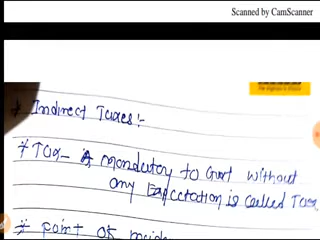 Scanned by CamScanner
* Indirect Taxes:-
* Tax - mandatory to Govt without
any Expectation is called Tax
* Point of